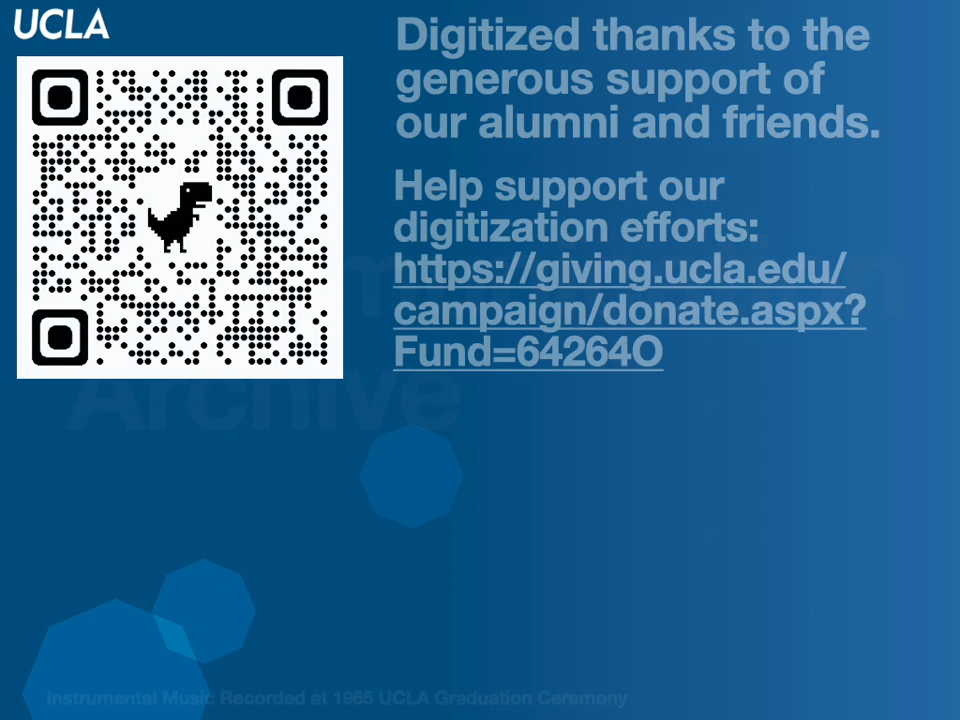 UCLA
Digitized thanks to the
generous support of
our alumni and friends.
Help support our
digitization efforts:
https://giving.ucla.edu/
campaign/donate.aspx?
Fund=64264O
Archive
Instrumental Music Recorded at 1965 UCLA Graduation Ceremony